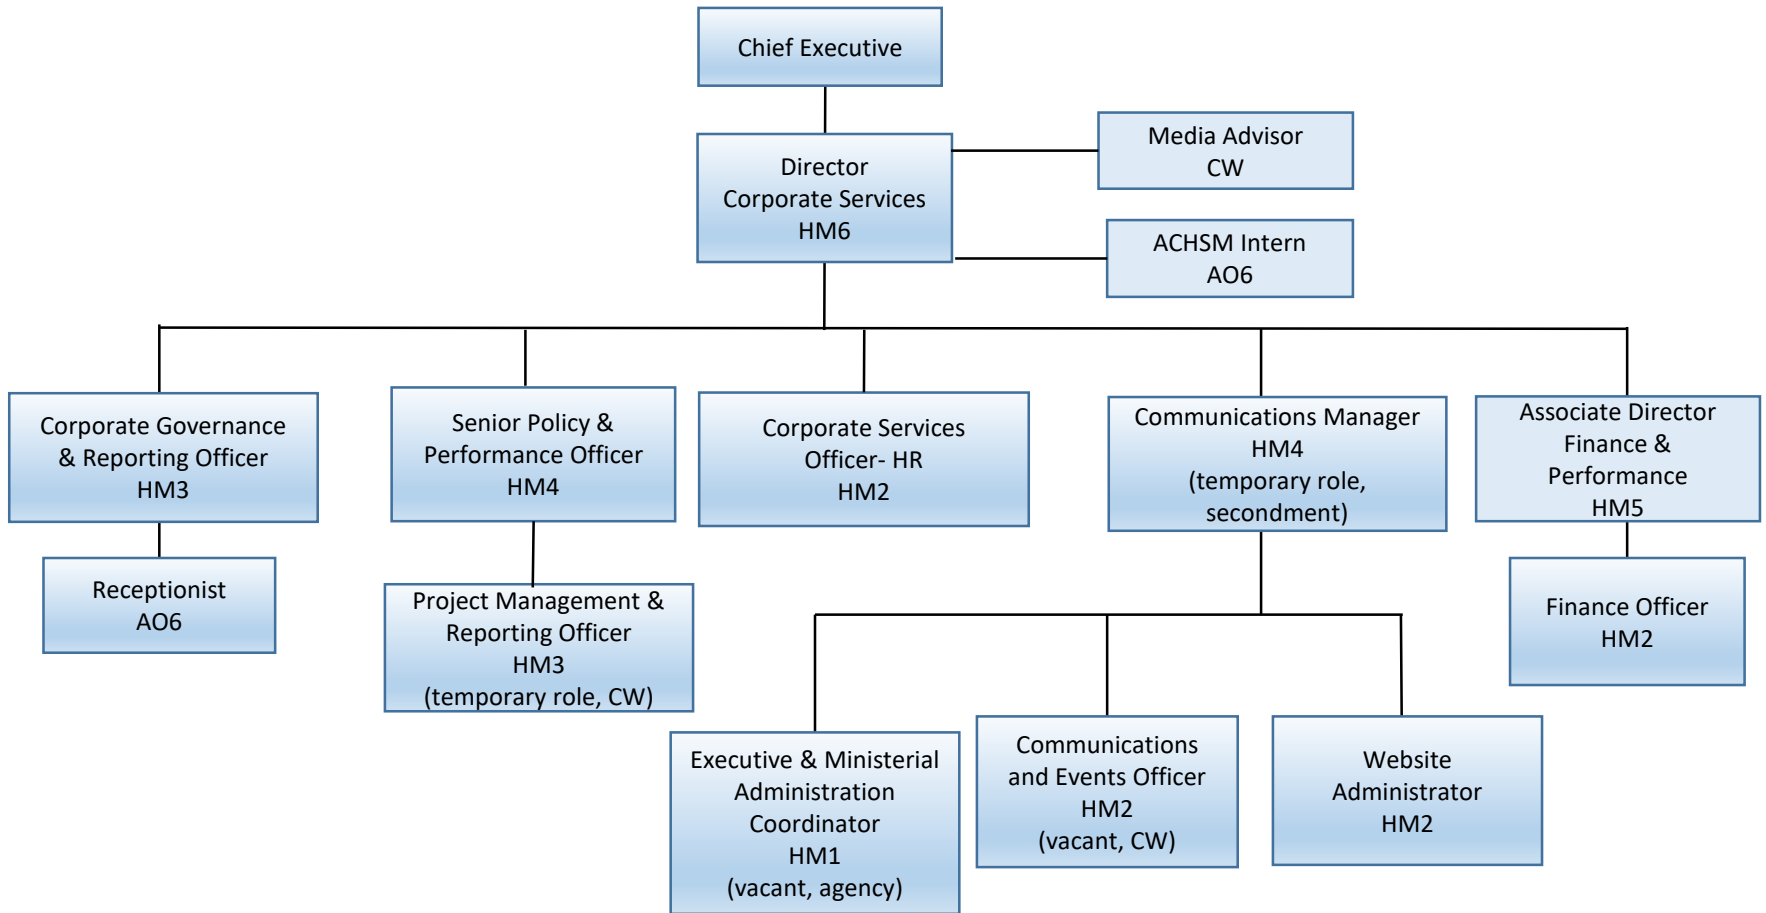 Chief Executive
Director
Corporate Services
HM6
Media Advisor
CW
ACHSM Intern
AO6
Corporate Governance
& Reporting Officer
HM3
Senior Policy &
Performance Officer
HM4
Corporate Services
Officer- HR
HM2
Communications Manager
HM4
(temporary role,
secondment)
Associate Director
Finance &
Performance
HM5
Receptionist
AO6
Project Management &
Reporting Officer
HM3
(temporary role, CW)
Finance Officer
HM2
Executive & Ministerial
Administration
Coordinator
HM1
(vacant, agency)
Communications
and Events Officer
HM2
(vacant, CW)
Website
Administrator
HM2